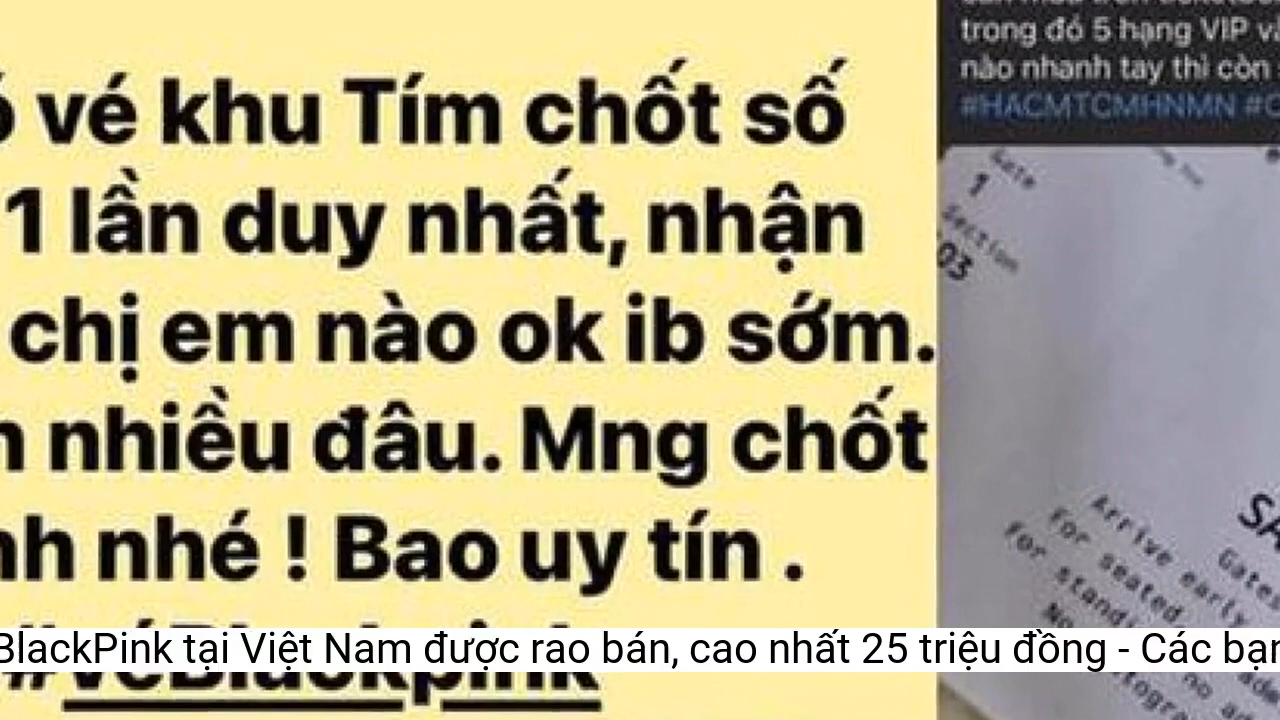 vé khu Tím chốt số
1 lần duy nhất, nhận
chị em nào ok ib sớm.
nhiều đâu. Mng chốt
nhé ! Bao uy tín .
#véBlackpink
trong đó 5 hạng VIP
nào nhanh tay thì còn
#HACMTCMHNMN
Gate
1
Section
03
Arrive early
For seated
For
No
BlackPink tại Việt Nam được rao bán, cao nhất 25 triệu đồng - Các bạn